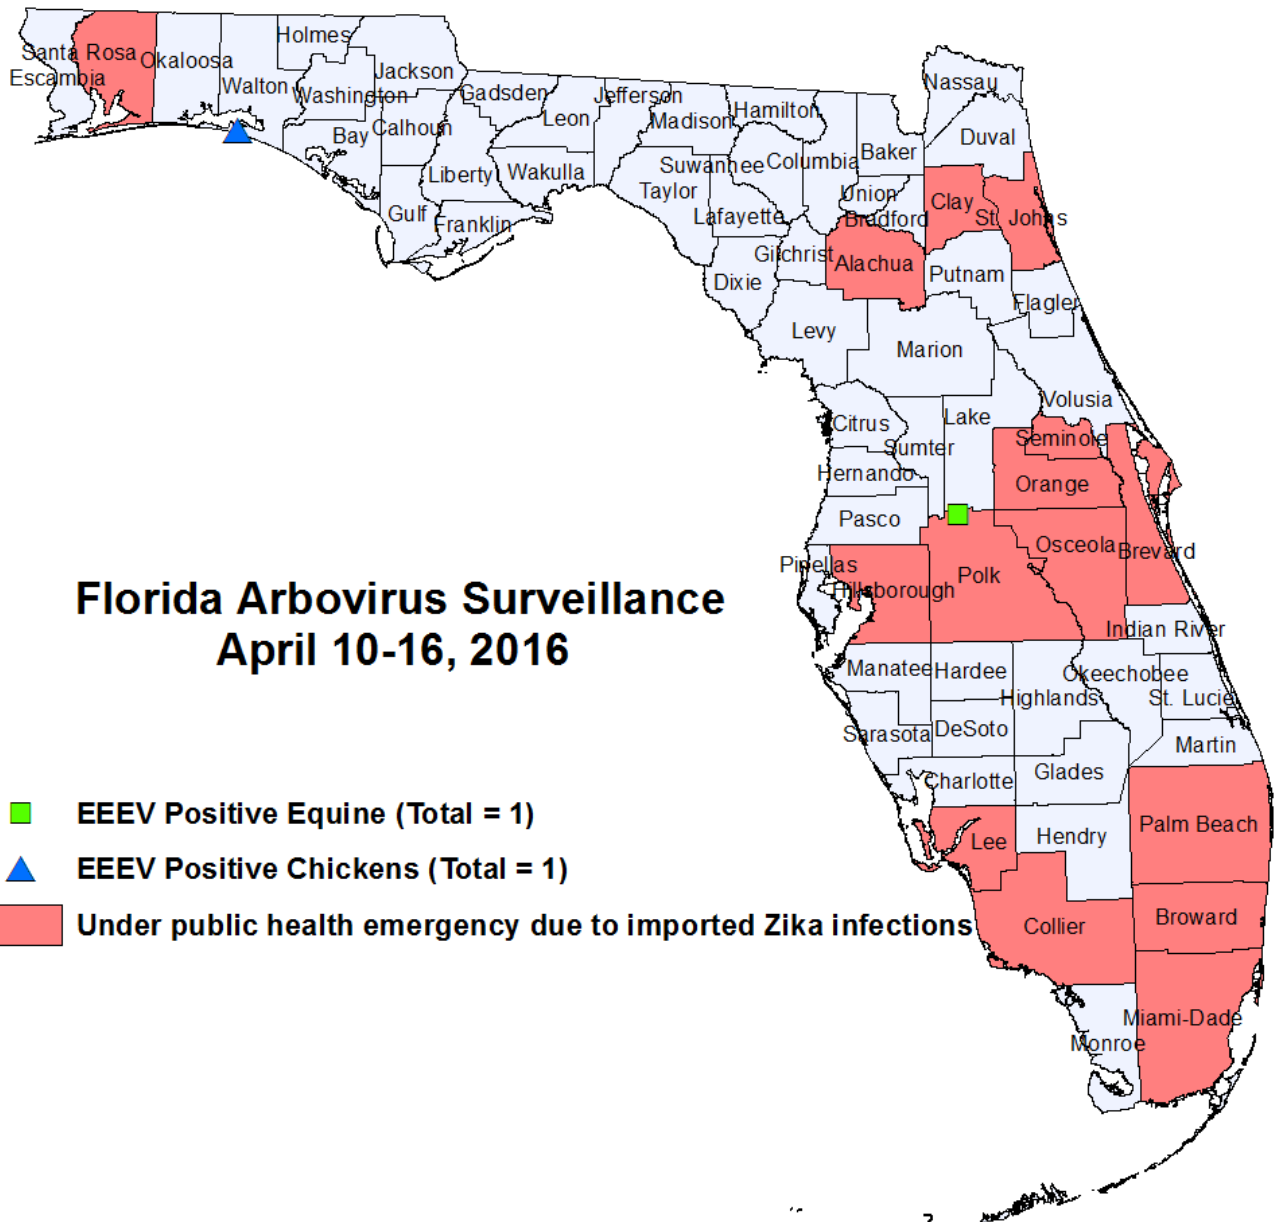 Holmes
Santa Rosa
Okaloosa
Escambia
Walton
Jackson
Washington
Gadsden
Jefferson
Nassau
Hamilton
Leon
Madison
Bay
Calhoun
Duval
Baker
Suwannee
Columbia
Liberty
Wakulla
Taylor
Union
Clay
Gulf
Franklin
Lafayette
Bradford
St. Johns
Gilchrist
Alachua
Putnam
Dixie
Flagler
Levy
Marion
Volusia
Citrus
Lake
Sumter
Seminole
Hernando
Orange
Pasco
Osceola
Brevard
Pinellas
Polk
Hillsborough
Florida Arbovirus Surveillance
April 10-16, 2016
Indian River
Manatee
Hardee
Okeechobee
Highlands
St. Lucie
Sarasota
DeSoto
Martin
Charlotte
Glades
EEEV Positive Equine (Total = 1)
Palm Beach
Lee
Hendry
EEEV Positive Chickens (Total = 1)
Under public health emergency due to imported Zika infections
Collier
Broward
Miami-Dade
Monroe